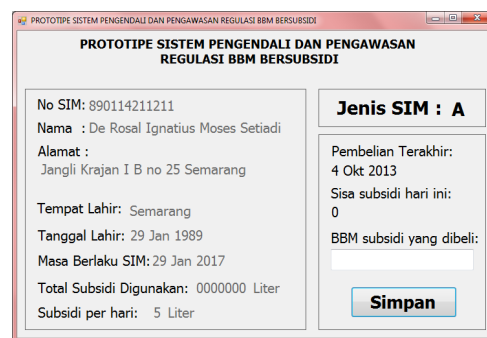 PROTOTIPE SISTEM PENGENDALI DAN PENGAWASAN REGULASI BBM BERSUBSIDI
PROTOTIPE SISTEM PENGENDALI DAN PENGAWASAN
REGULASI BBM BERSUBSIDI
No SIM: 890114211211
Nama : De Rosal Ignatius Moses Setiadi
Alamat :
Jangli Krajan I B no 25 Semarang
Tempat Lahir: Semarang
Tanggal Lahir: 29 Jan 1989
Masa Berlaku SIM: 29 Jan 2017
Total Subsidi Digunakan: 0000000 Liter
Subsidi per hari: 5 Liter
Jenis SIM : A
Pembelian Terakhir:
4 Okt 2013
Sisa subsidi hari ini:
0
BBM subsidi yang dibeli:
Simpan